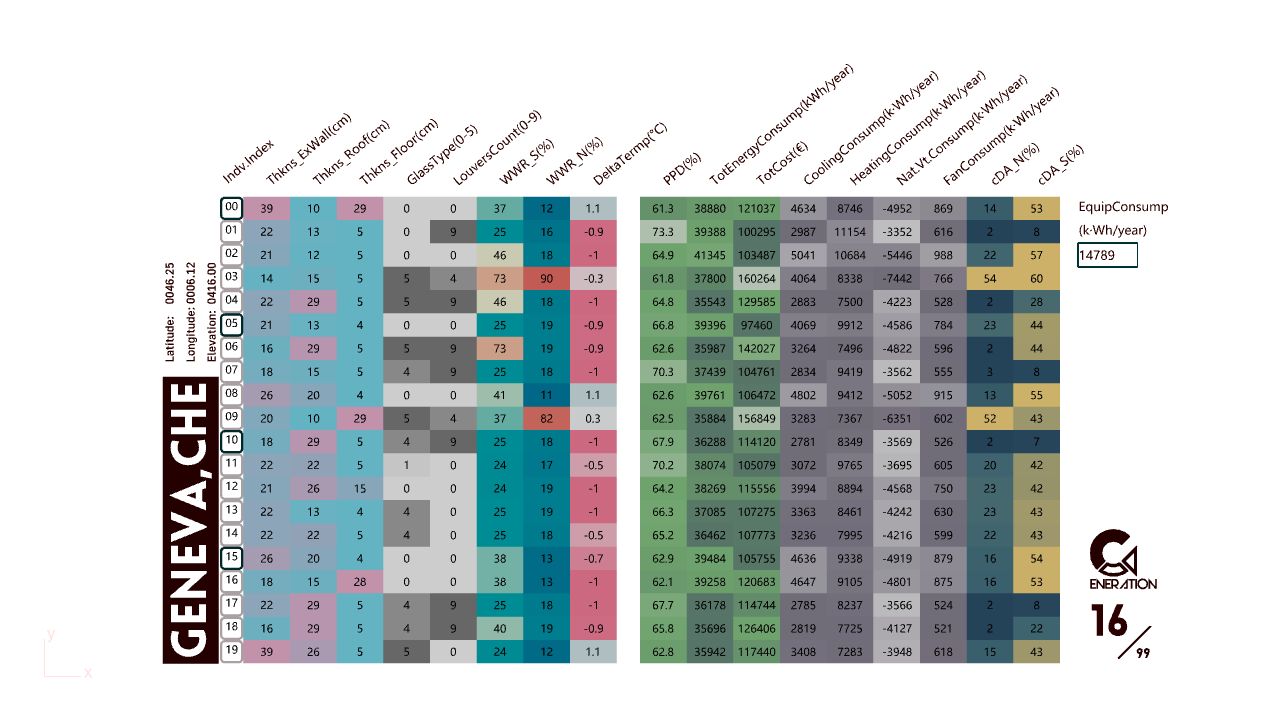 Indv.Index Thkns_ExWall(cm) Thkns_Roof(cm) Thkns_Floor(cm) GlassType(0-5) LouversCount(0-9) WWR_S(%) WWR_N(%) DeltaTermp(°C) PPD(%) TotEnergyConsump(kWh/year) TotCost(€) CoolingConsump(k·Wh/year) HeatingConsump(k·Wh/year) Nat.Vt.Consump(k·Wh/year) FanConsump(k·Wh/year) cDA_N(%) cDA_S(%)
00 39 10 29 0 0 37 12 1.1 61.3 38880 121037 4634 8746 -4952 869 14 53
01 22 13 5 0 9 25 16 -0.9 73.3 39388 100295 2987 11154 -3352 616 2 8
02 21 12 5 0 0 46 18 -1 64.9 41345 103487 5041 10684 -5446 988 22 57
03 14 15 5 5 4 73 90 -0.3 61.8 37800 160264 4064 8338 -7442 766 54 60
04 22 29 5 5 9 46 18 -1 64.8 35543 129585 2883 7500 -4223 528 2 28
05 21 13 4 0 0 25 19 -0.9 66.8 39396 97460 4069 9912 -4586 784 23 44
06 16 29 5 5 9 73 19 -0.9 62.6 35987 142027 3264 7496 -4822 596 2 44
07 18 15 5 4 9 25 18 -1 70.3 37439 104761 2834 9419 -3562 555 3 8
08 26 20 4 0 0 41 11 1.1 62.6 39761 106472 4802 9412 -5052 915 13 55
09 20 10 29 5 4 37 82 0.3 62.5 35884 156849 3283 7367 -6351 602 52 43
10 18 29 5 4 9 25 18 -1 67.9 36288 114120 2781 8349 -3569 526 2 7
11 22 22 5 1 0 24 17 -0.5 70.2 38074 105079 3072 9765 -3695 605 20 42
12 21 26 15 0 0 24 19 -1 64.2 38269 115556 3994 8894 -4568 750 23 42
13 22 13 4 4 0 25 19 -1 66.3 37085 107275 3363 8461 -4242 630 23 43
14 22 22 5 4 0 25 18 -0.5 65.2 36462 107773 3236 7995 -4216 599 22 43
15 26 20 4 0 0 38 13 -0.7 62.9 39484 105755 4636 9338 -4919 879 16 54
16 18 15 28 0 0 38 13 -1 62.1 39258 120683 4647 9105 -4801 875 16 53
17 22 29 5 4 9 25 18 -1 67.7 36178 114744 2785 8237 -3566 524 2 8
18 16 29 5 4 9 40 19 -0.9 65.8 35696 126406 2819 7725 -4127 521 2 22
19 39 26 5 5 0 24 12 1.1 62.8 35942 117440 3408 7283 -3948 618 15 43
EquipConsump
(k·Wh/year)
14789
Latitude: 0046.25
Longitude: 0006.12
Elevation: 0416.00
GENEVA,CHE
ENERATION
16/99
y
x